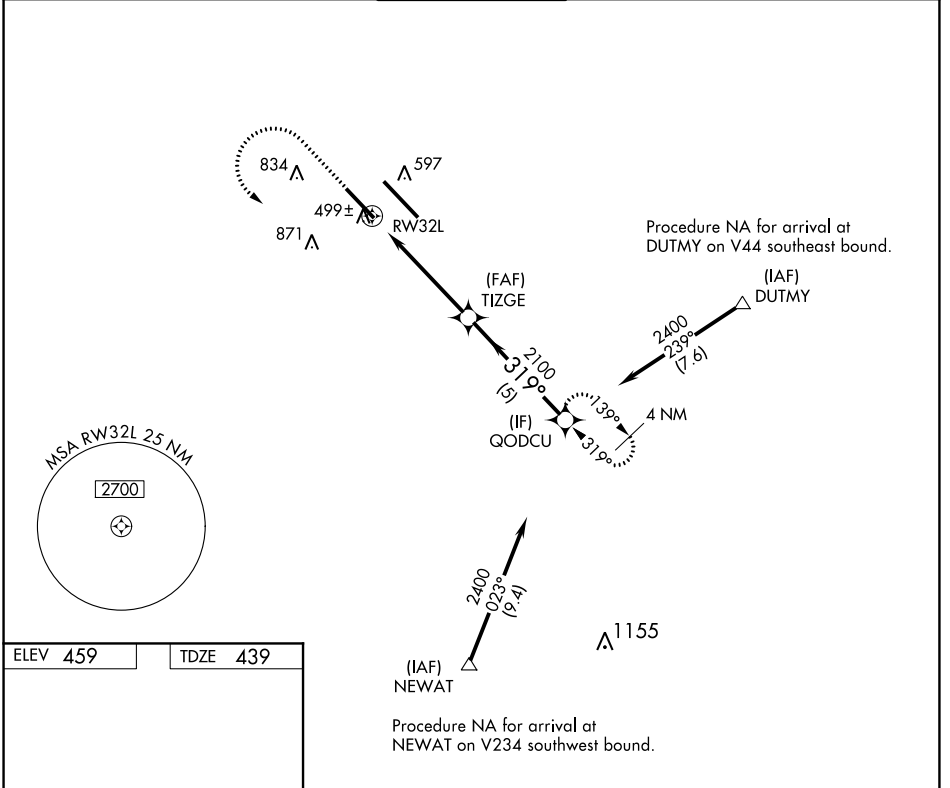 834
597
499±
RW32L
871
Procedure NA for arrival at
DUTMY on V44 southeast bound.
(FAF)
TIZGE
(IAF)
DUTMY
2400
239°
(7.6)
2100
319°
(5)
139°
4 NM
(IF)
QODCU
319°
MSA RW32L 25 NM
2700
2400
023°
(9.4)
1155
ELEV 459
TDZE 439
(IAF)
NEWAT
Procedure NA for arrival at
NEWAT on V234 southwest bound.